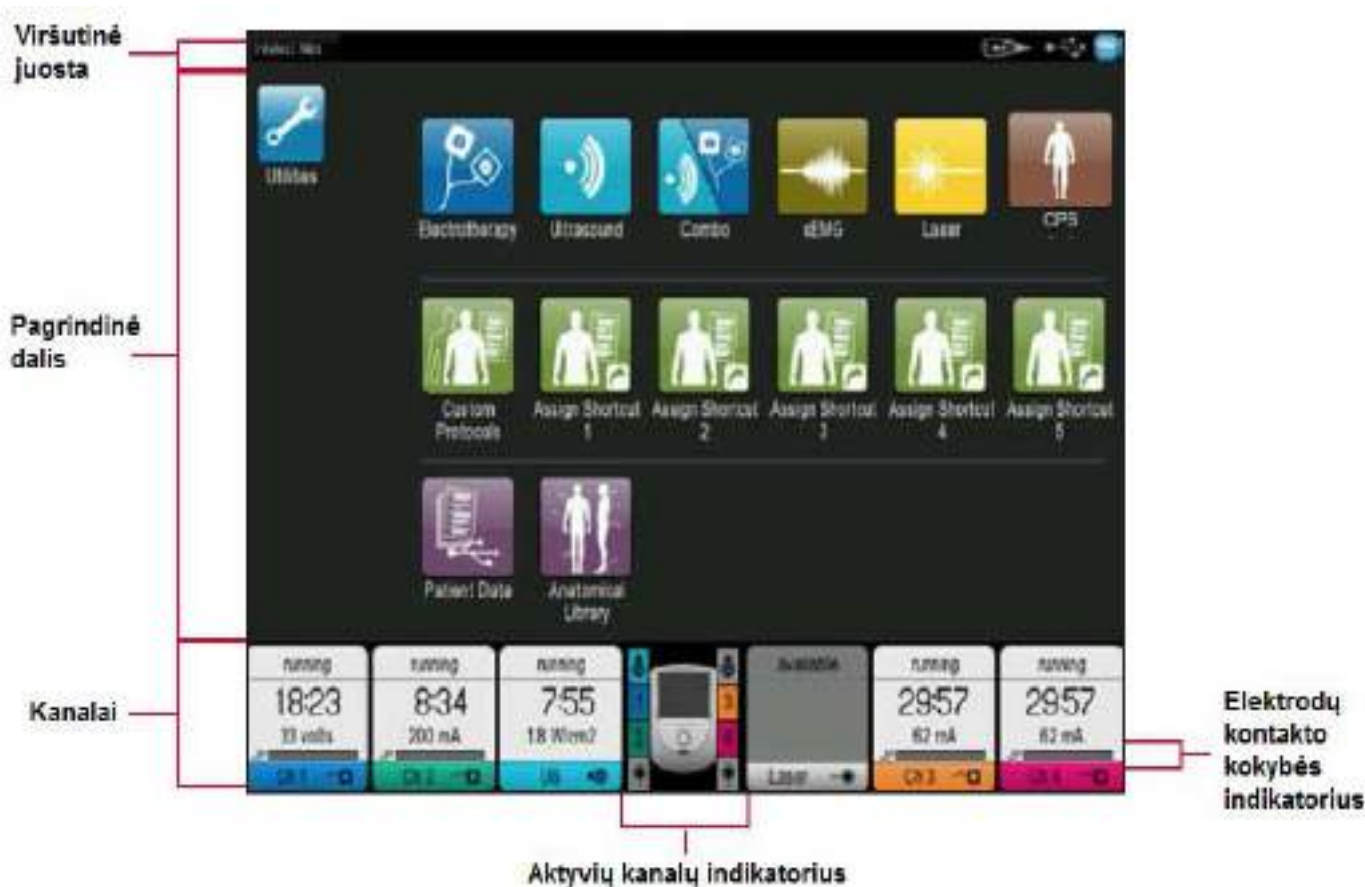 Viršutinė
juosta
Utilities
Electrotherapy
Ultrasound
Combo
sEMG
Laser
CPS
Pagrindinė
dalis
Custom
Protocols
Assign Shortcut
1
Assign Shortcut
2
Assign Shortcut
3
Assign Shortcut
4
Assign Shortcut
5
Patient Data
Anatomical
Library
Kanalai
running
18:23
33 volts
Ch 1
running
8:34
200 mA
Ch 2
running
7:55
1.8 W/cm2
US
1
2
3
4
available
Laser
running
29:57
62 mA
Ch 3
running
29:57
62 mA
Ch 4
Elektrodų
kontakto
kokybės
indikatorius
Aktyvių kanalų indikatorius